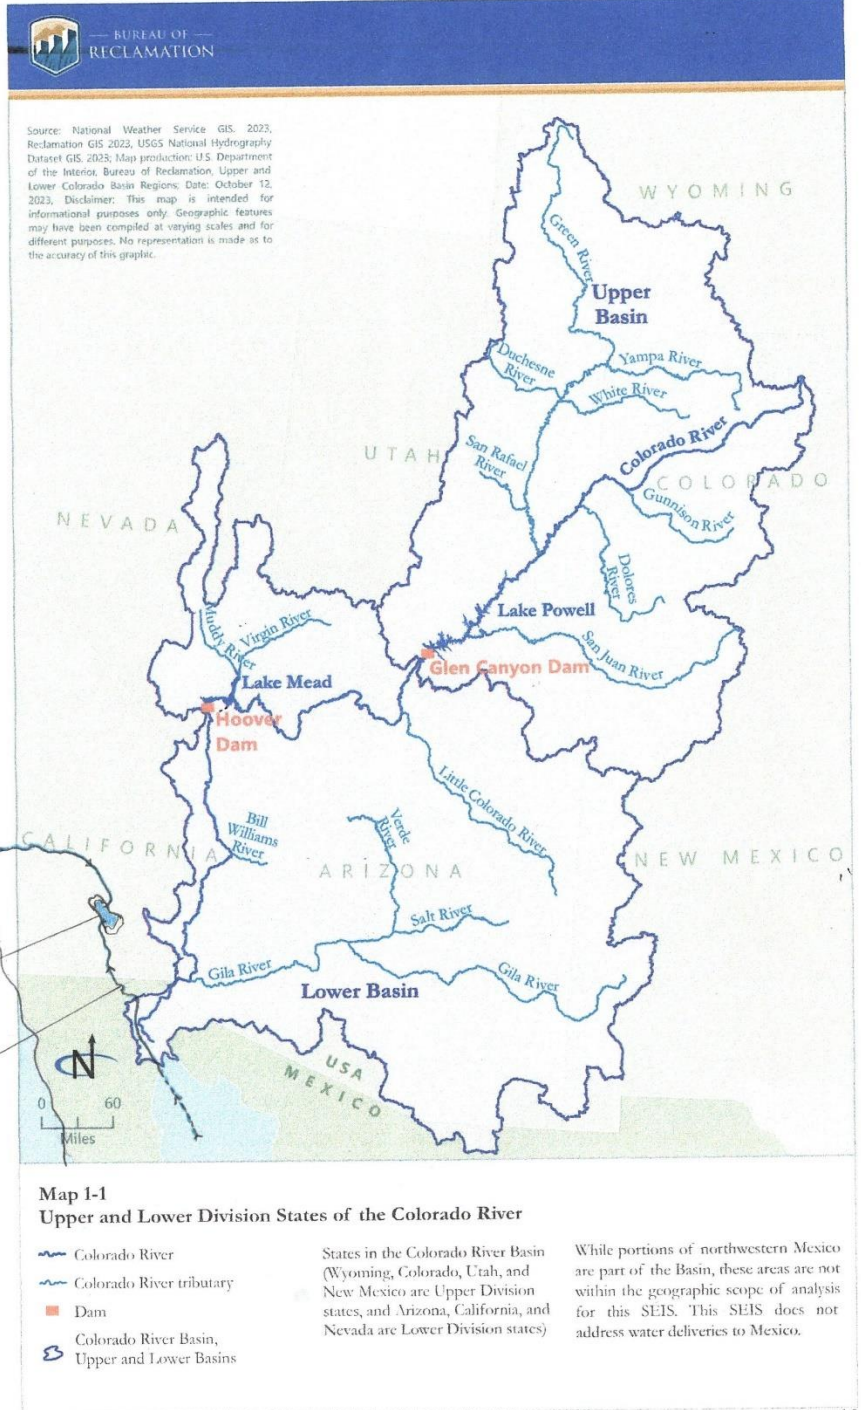 BUREAU OF
RECLAMATION
Source: National Weather Service GIS, 2023,
Reclamation GIS 2023, USGS National Hydrography
Dataset GIS, 2023; Map production: U.S. Department
of the Interior, Bureau of Reclamation, Upper and
Lower Colorado Basin Regions; Date: October 12,
2023, Disclaimer: This map is intended for
informational purposes only. Geographic features
may have been compiled at varying scales and for
different purposes. No representation is made as to
the accuracy of this graphic.
WYOMING
Green River
Upper
Basin
Duchesne
River
Yampa River
White River
Colorado River
UTAH
San Rafael
River
COLORADO
Gunnison River
NEVADA
Dolores
River
Lake Powell
Muddy River
Virgin River
San Juan River
Glen Canyon Dam
Lake Mead
Hoover
Dam
Little Colorado River
Bill
Williams
River
Verde
River
CALIFORNIA
ARIZONA
NEW MEXICO
Salt River
Gila River
Gila River
Lower Basin
N
USA
MEXICO
0 60
Miles
Map 1-1
Upper and Lower Division States of the Colorado River
Colorado River
Colorado River tributary
Dam
Colorado River Basin,
Upper and Lower Basins
States in the Colorado River Basin
(Wyoming, Colorado, Utah, and
New Mexico are Upper Division
states, and Arizona, California, and
Nevada are Lower Division states)
While portions of northwestern Mexico
are part of the Basin, these areas are not
within the geographic scope of analysis
for this SEIS. This SEIS does not
address water deliveries to Mexico.